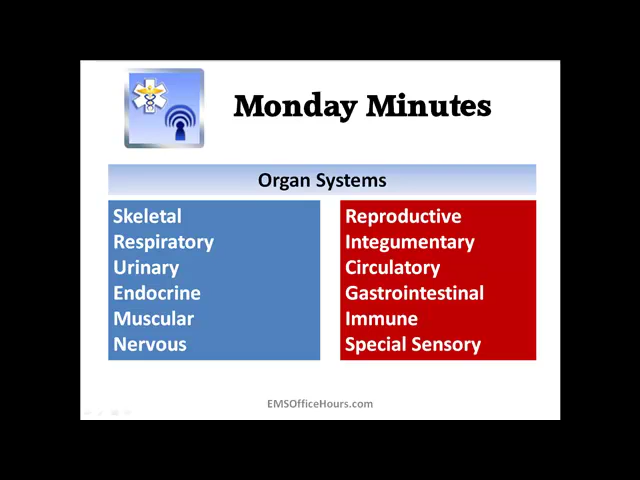 Monday Minutes
Organ Systems
Skeletal
Respiratory
Urinary
Endocrine
Muscular
Nervous
Reproductive
Integumentary
Circulatory
Gastrointestinal
Immune
Special Sensory
EMSOfficeHours.com